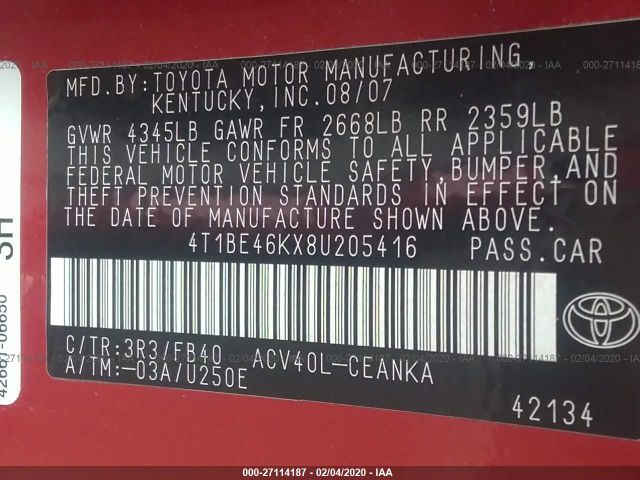 MFD.BY:TOYOTA MOTOR MANUFACTURING,
KENTUCKY,INC.08/07
GVWR 4345LB GAWR FR 2668LB RR 2359LB
THIS VEHICLE CONFORMS TO ALL APPLICABLE
FEDERAL MOTOR VEHICLE SAFETY,BUMPER,AND
THEFT PREVENTION STANDARDS IN EFFECT ON
THE DATE OF MANUFACTURE SHOWN ABOVE.
4T1BE46KX8U205416 PASS.CAR
C/TR:3R3/FB40 ACV40L-CEANKA
A/TM:-03A/U250E
42134
000-27114187 - 02/04/2020 - IAA